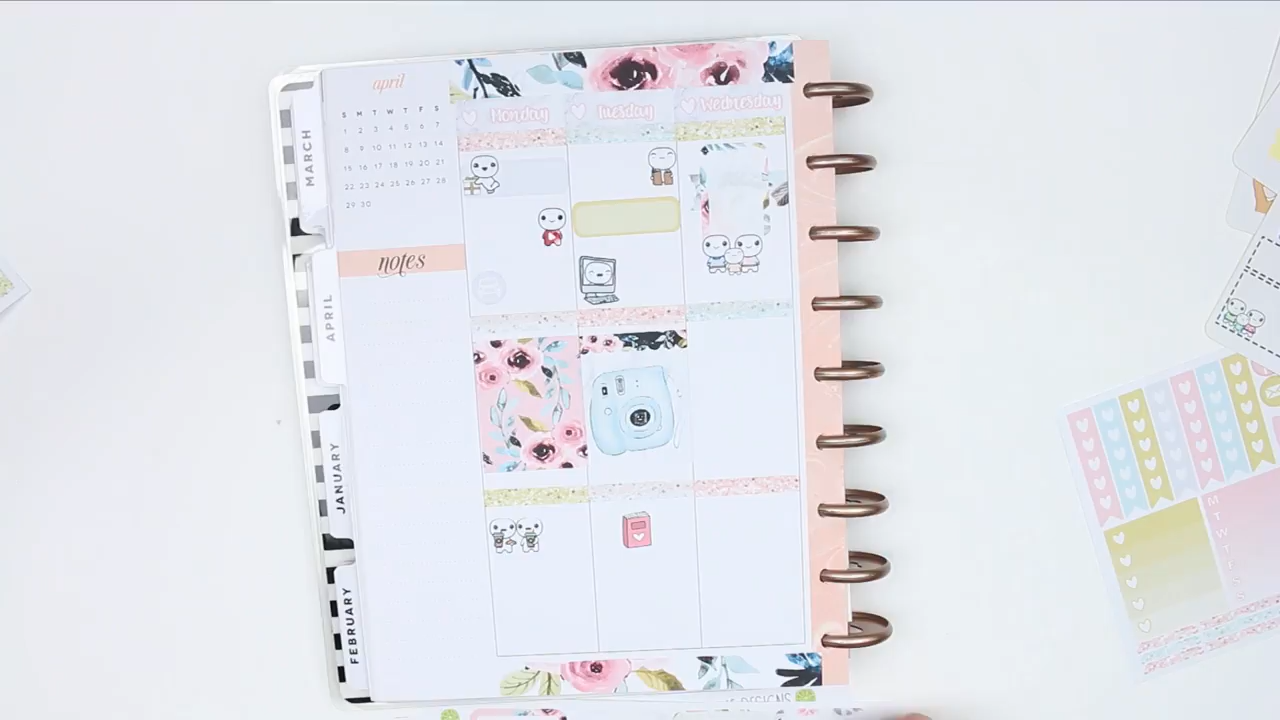 april
S M T W T F S
1 2 3 4 5 6 7
8 9 10 11 12 13 14
15 16 17 18 19 20 21
22 23 24 25 26 27 28
29 30
notes
Monday Tuesday Wednesday
MARCH
APRIL
JANUARY
FEBRUARY
DESIGNS
M
T
W
T